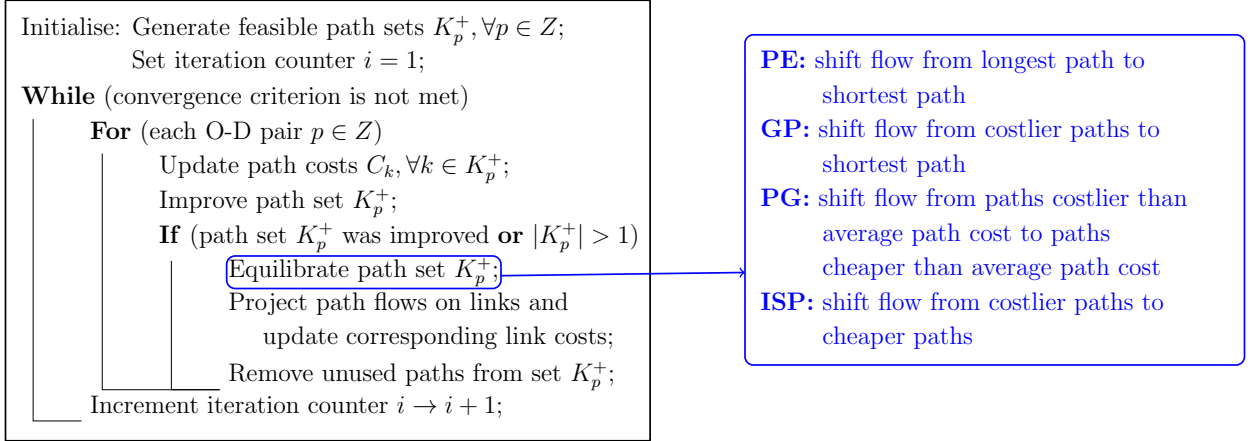 Initialise: Generate feasible path sets K_p^+, ∀p ∈ Z;
Set iteration counter i = 1;
While (convergence criterion is not met)
For (each O-D pair p ∈ Z)
Update path costs C_k, ∀k ∈ K_p^+;
Improve path set K_p^+;
If (path set K_p^+ was improved or |K_p^+| > 1)
Equilibrate path set K_p^+;
Project path flows on links and
update corresponding link costs;
Remove unused paths from set K_p^+;
Increment iteration counter i → i + 1;
PE: shift flow from longest path to
shortest path
GP: shift flow from costlier paths to
shortest path
PG: shift flow from paths costlier than
average path cost to paths
cheaper than average path cost
ISP: shift flow from costlier paths to
cheaper paths